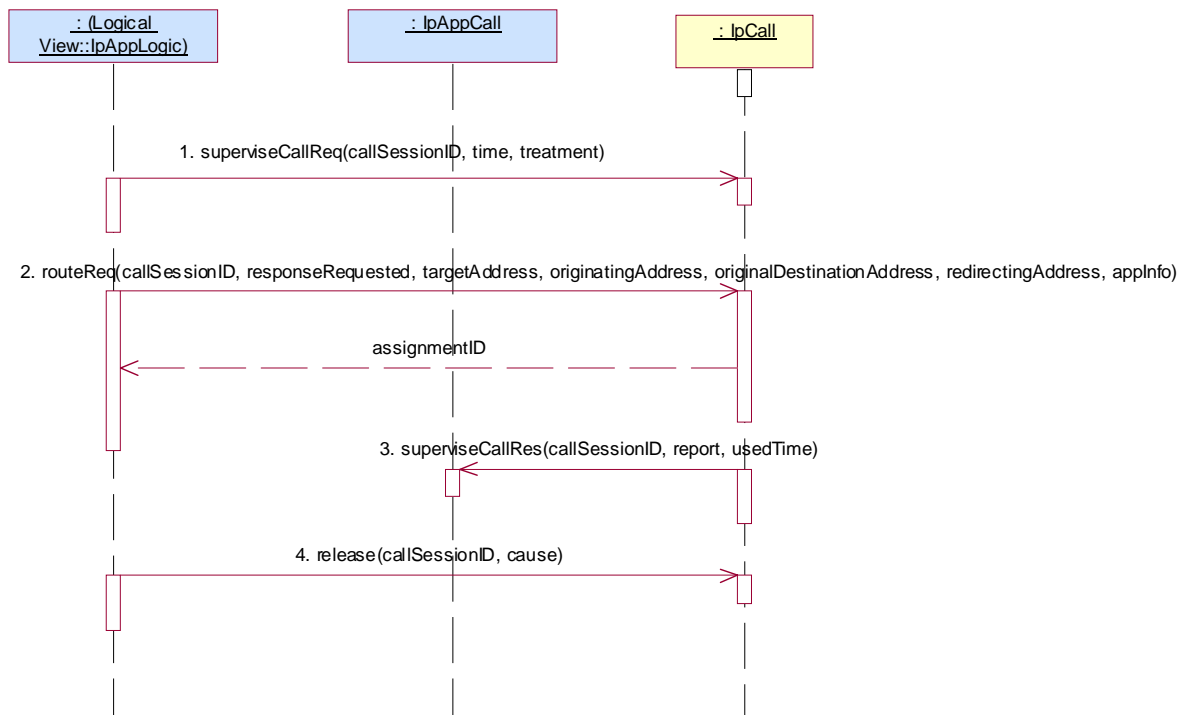 : (Logical
View::IpAppLogic)
: IpAppCall
: IpCall
1. superviseCallReq(callSessionID, time, treatment)
2. routeReq(callSessionID, responseRequested, targetAddress, originatingAddress, originalDestinationAddress, redirectingAddress, appInfo)
assignmentID
3. superviseCallRes(callSessionID, report, usedTime)
4. release(callSessionID, cause)